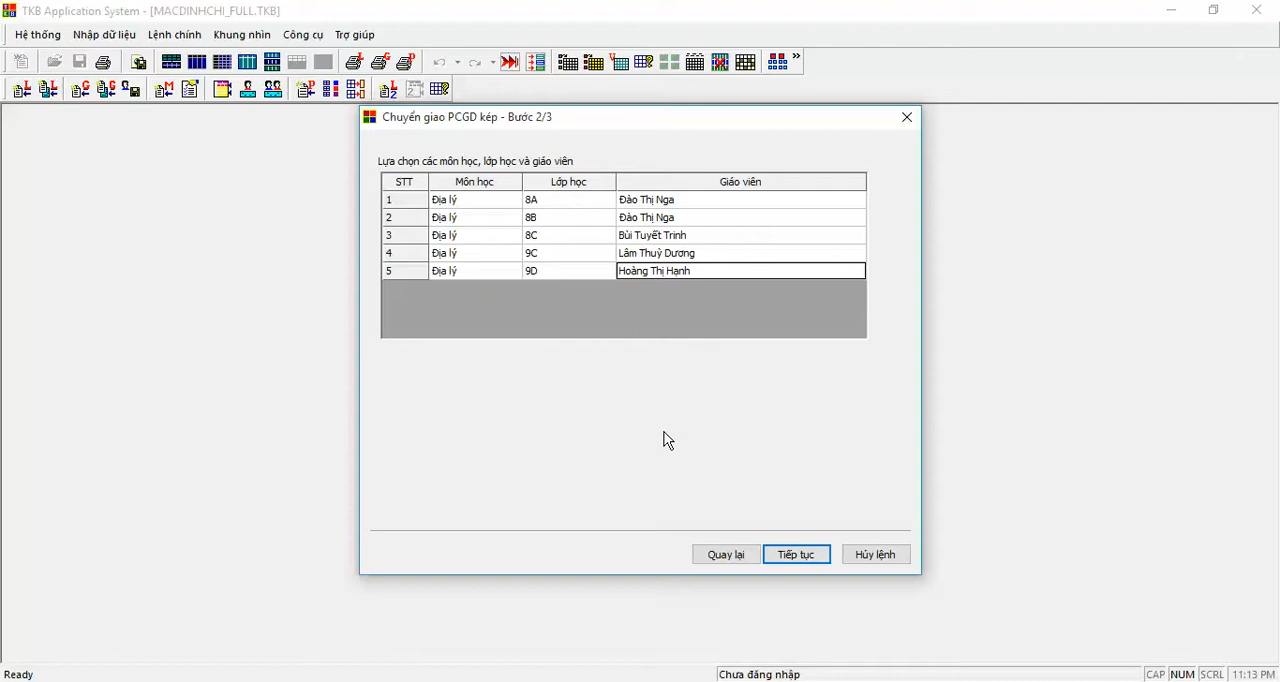 TKB Application System - [MACDINHCHI_FULL.TKB]
Hệ thống Nhập dữ liệu Lệnh chính Khung nhìn Công cụ Trợ giúp
Chuyển giao PCGD kép - Bước 2/3
Lựa chọn các môn học, lớp học và giáo viên
STT Môn học Lớp học Giáo viên
1 Địa lý 8A Đào Thị Nga
2 Địa lý 8B Đào Thị Nga
3 Địa lý 8C Bùi Tuyết Trinh
4 Địa lý 9C Lâm Thuỳ Dương
5 Địa lý 9D Hoàng Thị Hạnh
Quay lại Tiếp tục Hủy lệnh
Ready Chưa đăng nhập CAP NUM SCRL 11:13 PM